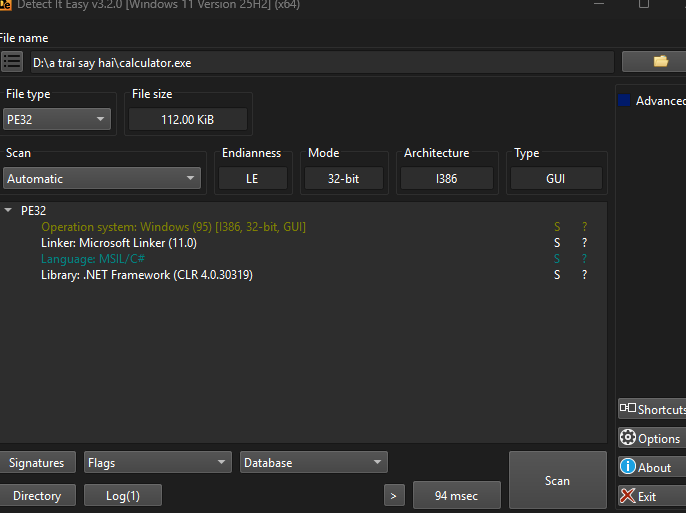 Detect It Easy v3.2.0 [Windows 11 Version 25H2] (x64)
File name
D:\a trai say hai\calculator.exe
File type
File size
PE32
112.00 KiB
Advanced
Scan
Endianness
Mode
Architecture
Type
Automatic
LE
32-bit
I386
GUI
PE32
Operation system: Windows (95) [I386, 32-bit, GUI] S ?
Linker: Microsoft Linker (11.0) S ?
Language: MSIL/C# S ?
Library: .NET Framework (CLR 4.0.30319) S ?
Shortcuts
Options
Signatures
Flags
Database
Scan
About
Directory
Log(1)
>
94 msec
Exit